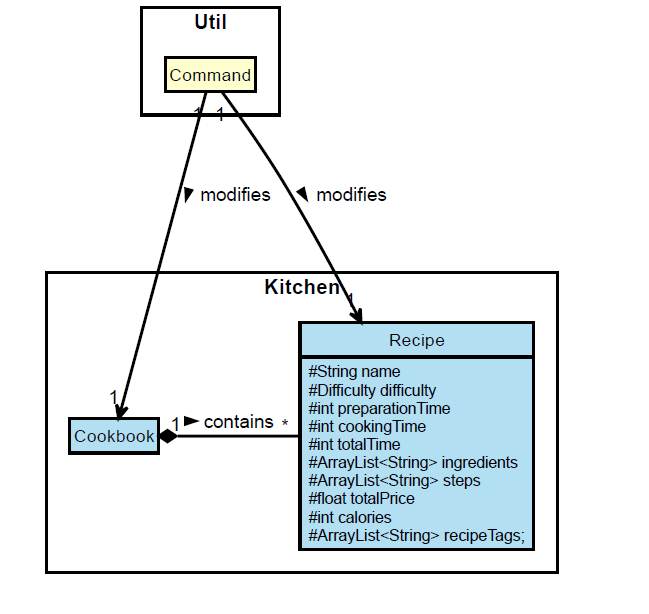 Util
Command
1 1
modifies modifies
Kitchen
1
Recipe
#String name
#Difficulty difficulty
#int preparationTime
#int cookingTime
#int totalTime
#ArrayList<String> ingredients
#ArrayList<String> steps
#float totalPrice
#int calories
#ArrayList<String> recipeTags;
1
Cookbook
1 contains *